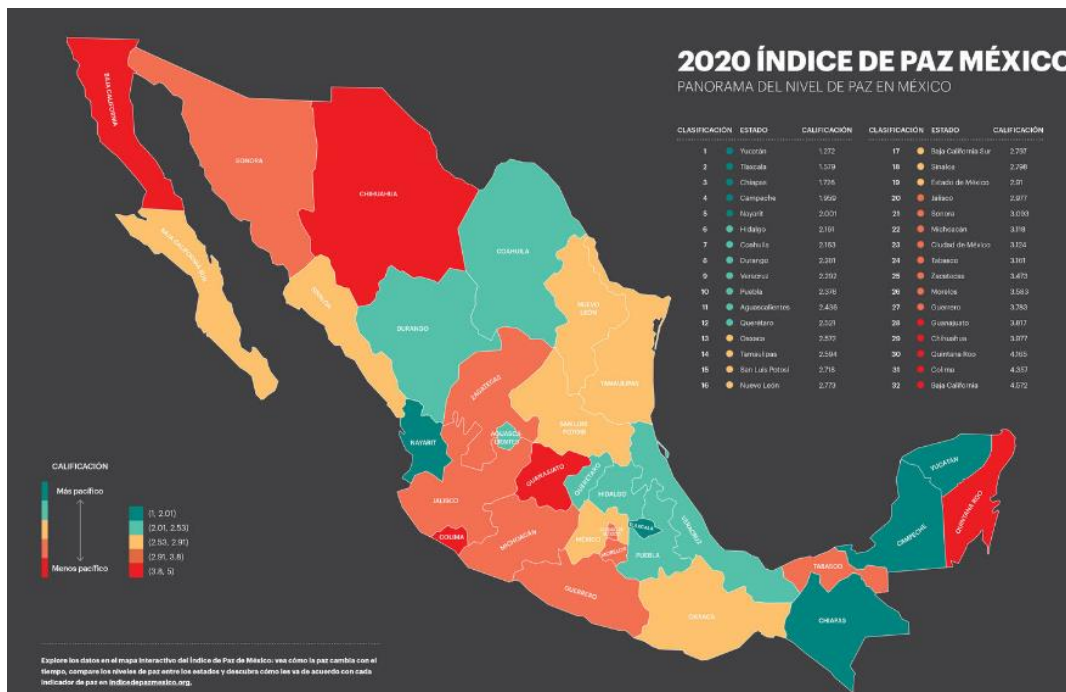 2020 ÍNDICE DE PAZ MÉXICO
PANORAMA DEL NIVEL DE PAZ EN MÉXICO
CLASIFICACIÓN ESTADO CALIFICACIÓN CLASIFICACIÓN ESTADO CALIFICACIÓN
1 Yucatán 1.272 17 Baja California Sur 2.797
2 Tlaxcala 1.579 18 Sinaloa 2.798
3 Chiapas 1.726 19 Estado de México 2.91
4 Campeche 1.959 20 Jalisco 2.977
5 Nayarit 2.001 21 Sonora 3.093
6 Hidalgo 2.161 22 Michoacán 3.118
7 Coahuila 2.163 23 Ciudad de México 3.124
8 Durango 2.281 24 Tabasco 3.161
9 Veracruz 2.292 25 Zacatecas 3.473
10 Puebla 2.376 26 Morelos 3.583
11 Aguascalientes 2.436 27 Guerrero 3.783
12 Querétaro 2.521 28 Guanajuato 3.817
13 Oaxaca 2.572 29 Chihuahua 3.977
14 Tamaulipas 2.594 30 Quintana Roo 4.165
15 San Luis Potosí 2.718 31 Colima 4.357
16 Nuevo León 2.773 32 Baja California 4.572
BAJA CALIFORNIA
SONORA
CHIHUAHUA
COAHUILA
BAJA CALIFORNIA SUR
SINALOA
DURANGO
NUEVO
LEÓN
TAMAULIPAS
ZACATECAS
SAN LUIS
POTOSÍ
NAYARIT
AGUASCA
LIENTES
GUANAJUATO
QUERÉTARO
HIDALGO
VERACRUZ
JALISCO
COLIMA
MICHOACÁN
MÉXICO
TLAXCALA
MORELOS
PUEBLA
GUERRERO
OAXACA
TABASCO
CHIAPAS
CAMPECHE
YUCATÁN
QUINTANA ROO
CALIFICACIÓN
Más pacífico
Menos pacífico
(1, 2.01)
(2.01, 2.53)
(2.53, 2.91)
(2.91, 3.8)
(3.8, 5)
Explore los datos en el mapa interactivo del Índice de Paz de México: vea cómo la paz cambia con el
tiempo, compare los niveles de paz entre los estados y descubra cómo les va de acuerdo con cada
indicador de paz en indicedepazmexico.org.